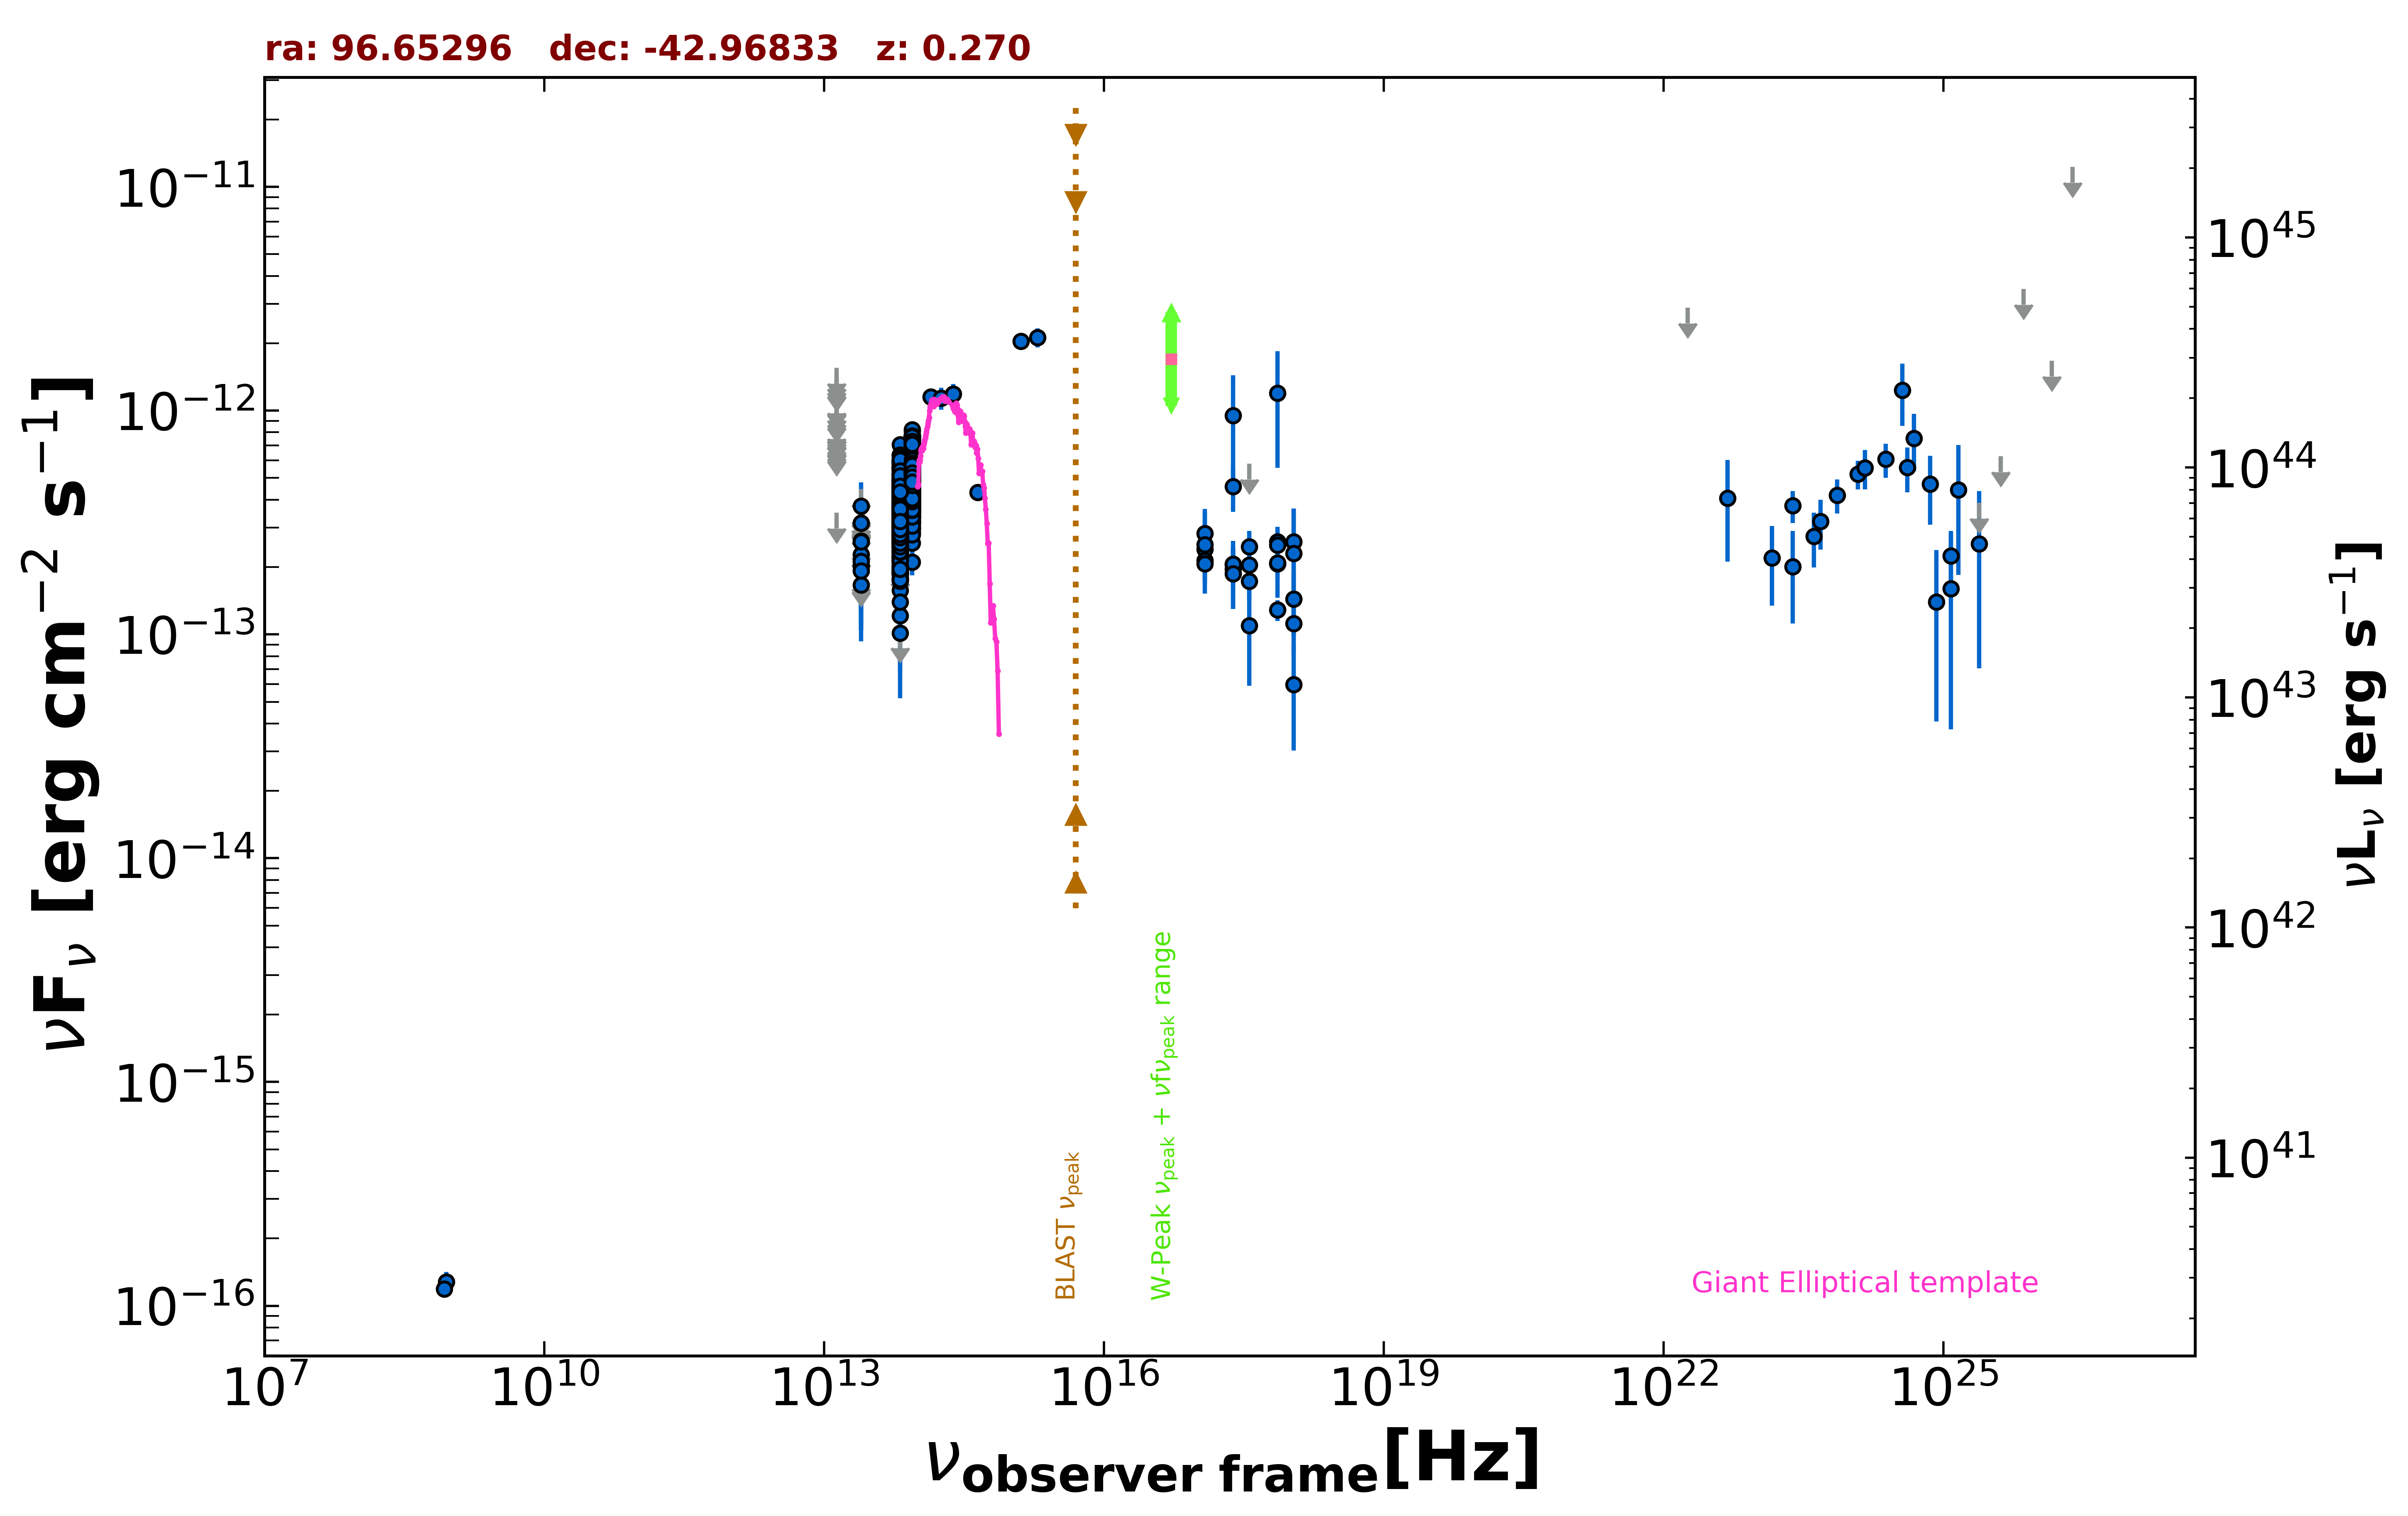 ra: 96.65296 dec: -42.96833 z: 0.270
νFν [erg cm−2 s−1]
10−11
10−12
10−13
10−14
10−15
10−16
1045
1044
1043
1042
1041
νLν [erg s−1]
BLAST νpeak
W-Peak νpeak + νfνpeak range
Giant Elliptical template
107 1010 1013 1016 1019 1022 1025
νobserver frame[Hz]